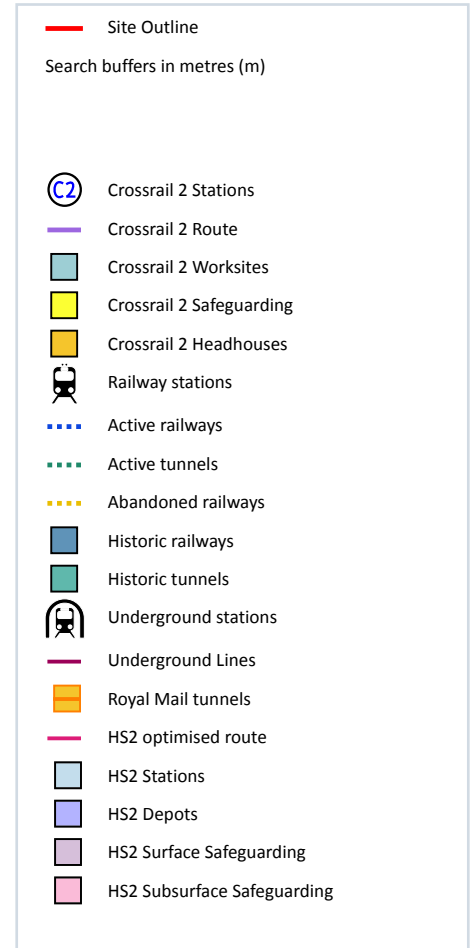 Site Outline
Search buffers in metres (m)
C2 Crossrail 2 Stations
Crossrail 2 Route
Crossrail 2 Worksites
Crossrail 2 Safeguarding
Crossrail 2 Headhouses
Railway stations
Active railways
Active tunnels
Abandoned railways
Historic railways
Historic tunnels
Underground stations
Underground Lines
Royal Mail tunnels
HS2 optimised route
HS2 Stations
HS2 Depots
HS2 Surface Safeguarding
HS2 Subsurface Safeguarding